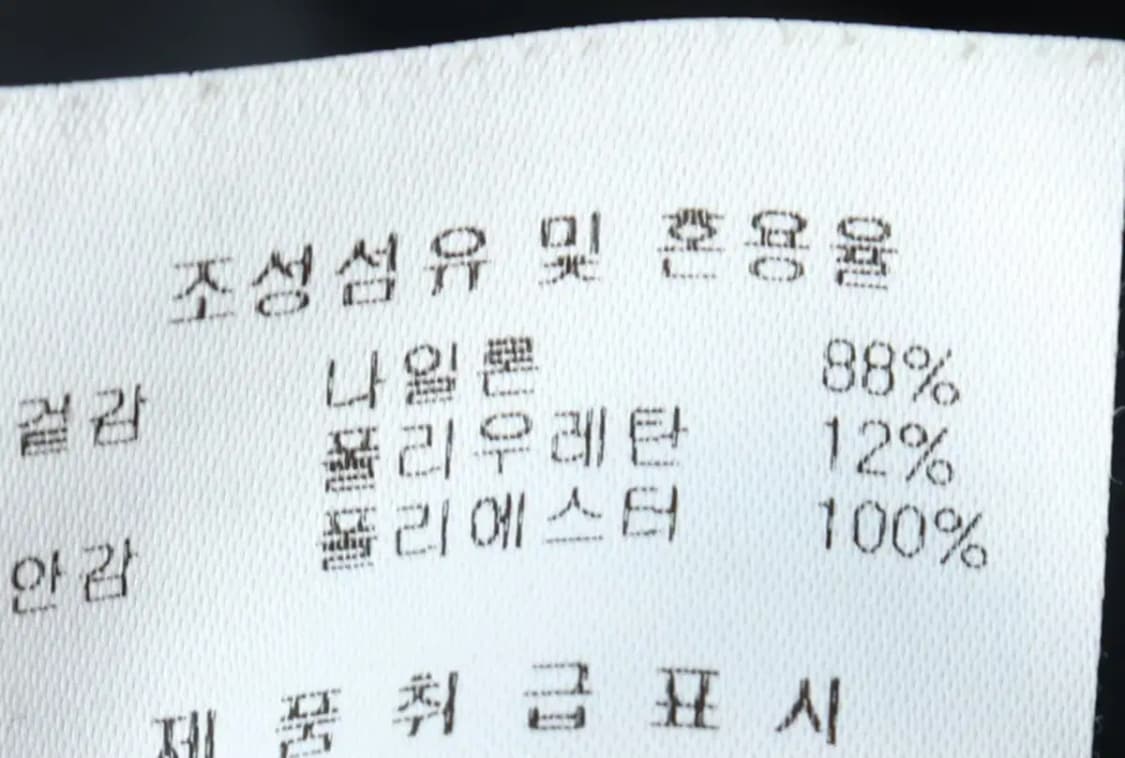 조성섬유 및 혼용율
겉감 나일론 88%
폴리우레탄 12%
안감 폴리에스터 100%
제품취급표시